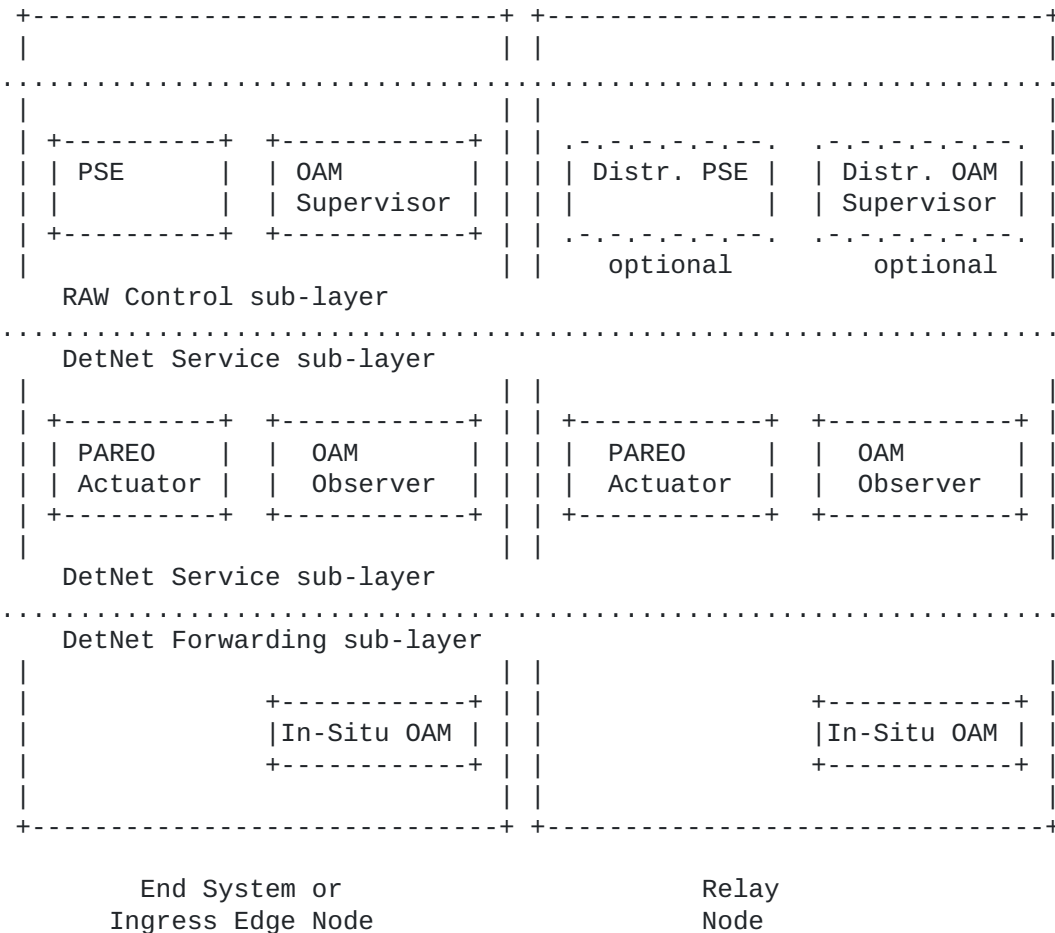 PSE OAM Distr. PSE Distr. OAM
Supervisor Supervisor
optional optional
RAW Control sub-layer
DetNet Service sub-layer
PAREO OAM PAREO OAM
Actuator Observer Actuator Observer
DetNet Service sub-layer
DetNet Forwarding sub-layer
In-Situ OAM In-Situ OAM
End System or Relay
Ingress Edge Node Node